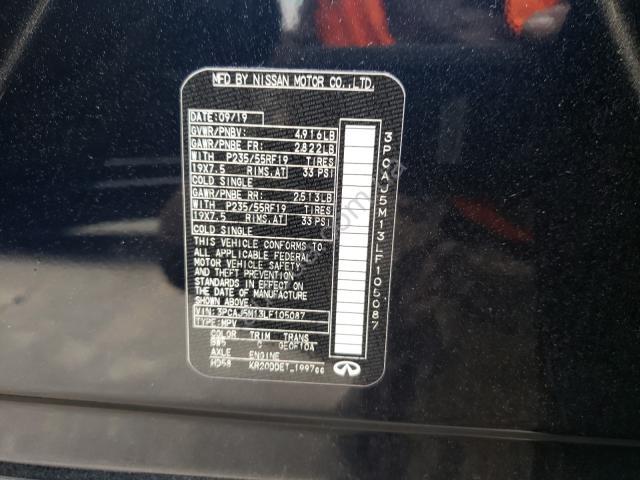 MFD BY NISSAN MOTOR CO.,LTD.
DATE: 09/19
GVWR/PNBV: 4,916LB
GAWR/PNBE FR: 2,822LB
WITH P235/55RF19 TIRES
19X7.5 RIMS.AT 33 PSI
COLD SINGLE
GAWR/PNBE RR: 2,513LB
WITH P235/55RF19 TIRES
19X7.5 RIMS.AT 33 PSI
COLD SINGLE
THIS VEHICLE CONFORMS TO
ALL APPLICABLE FEDERAL
MOTOR VEHICLE SAFETY
AND THEFT PREVENTION
STANDARDS IN EFFECT ON
THE DATE OF MANUFACTURE
SHOWN ABOVE.
VIN: 3PCAJ5M13LF105087
TYPE: MPV
COLOR TRIM TRANS
BW5 G GE0F10A
AXLE ENGINE
HD58 KR20DDET 1997cc
3PCAJ5M13LF105087